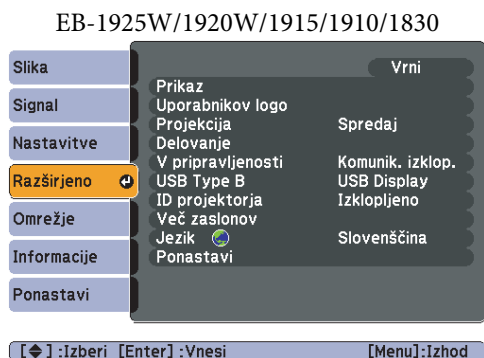 EB-1925W/1920W/1915/1910/1830
Slika
Signal
Nastavitve
Razširjeno
Omrežje
Informacije
Ponastavi
Vrni
Prikaz
Uporabnikov logo
Projekcija Spredaj
Delovanje
V pripravljenosti Komunik. izklop.
USB Type B USB Display
ID projektorja Izklopljeno
Več zaslonov
Jezik Slovenščina
Ponastavi
[◆] :Izberi [Enter] :Vnesi [Menu]:Izhod